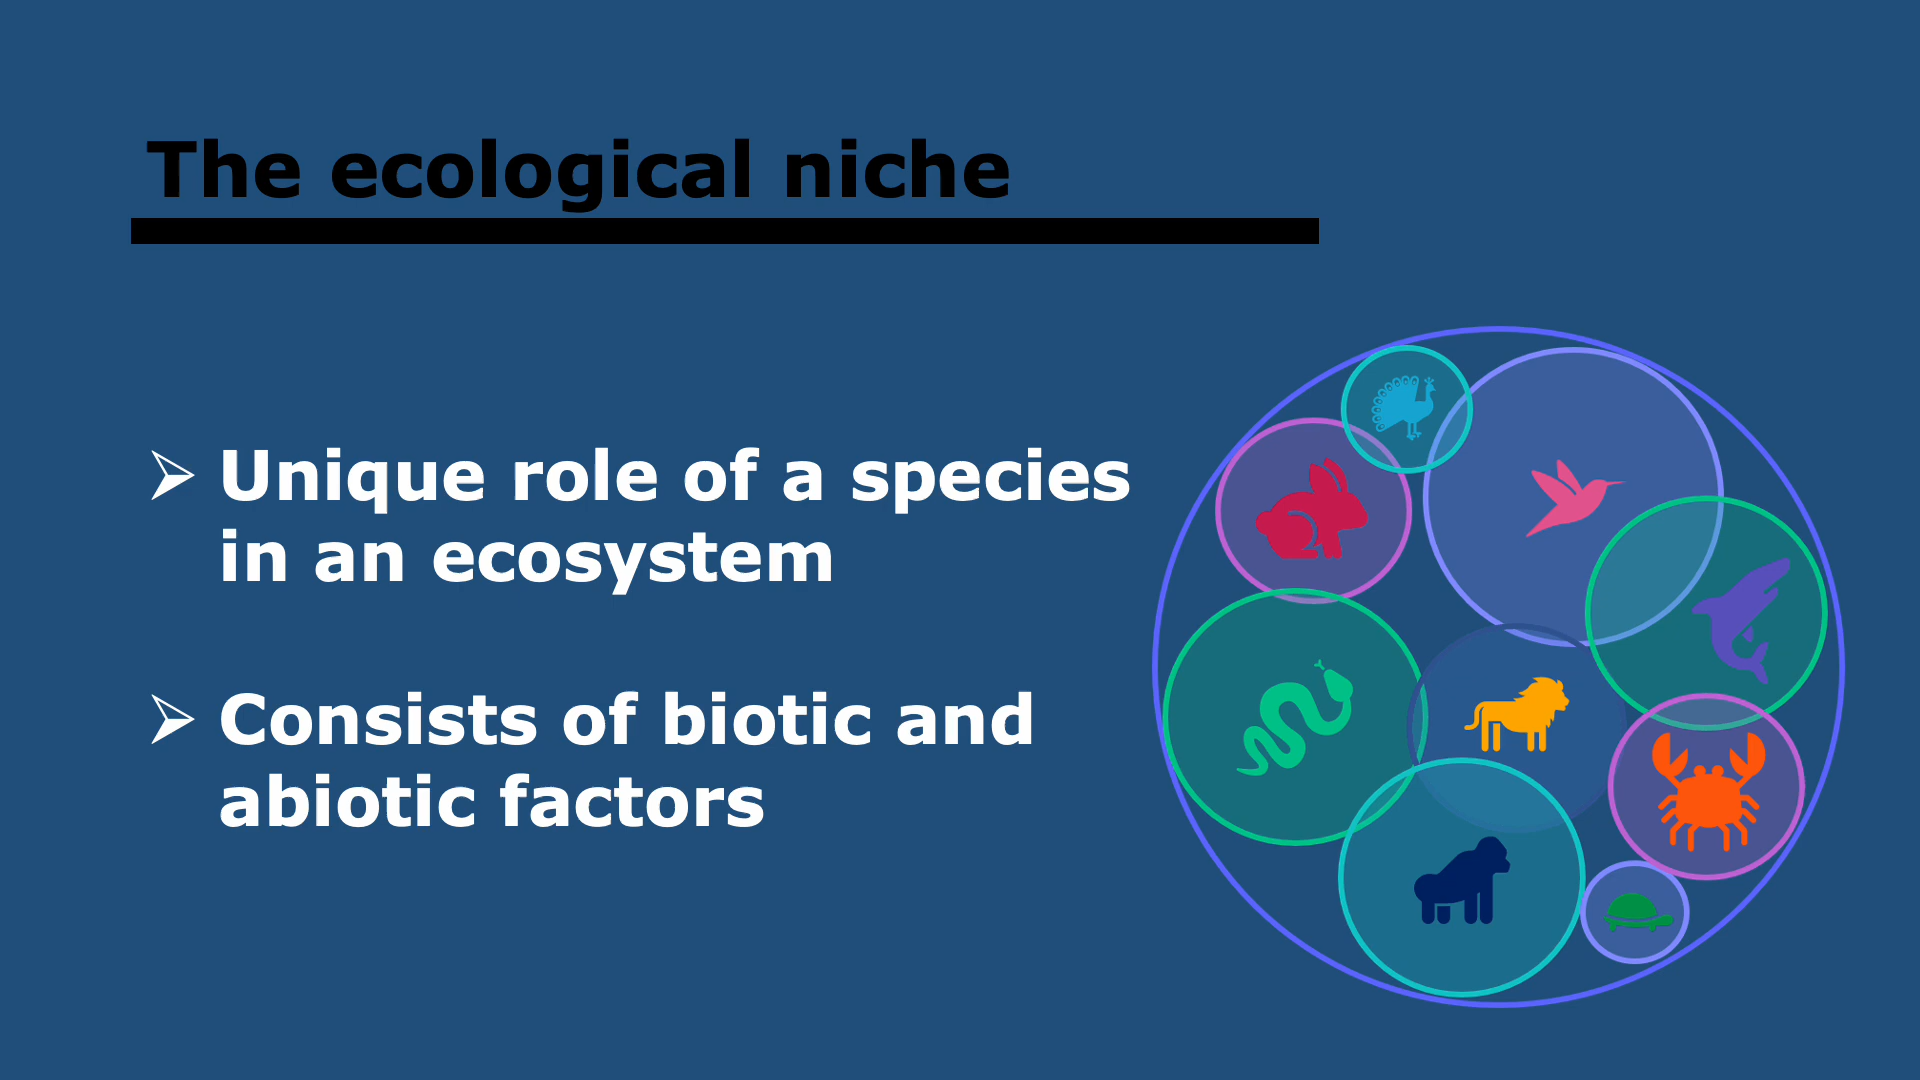 The ecological niche
➢ Unique role of a species
in an ecosystem
➢ Consists of biotic and
abiotic factors